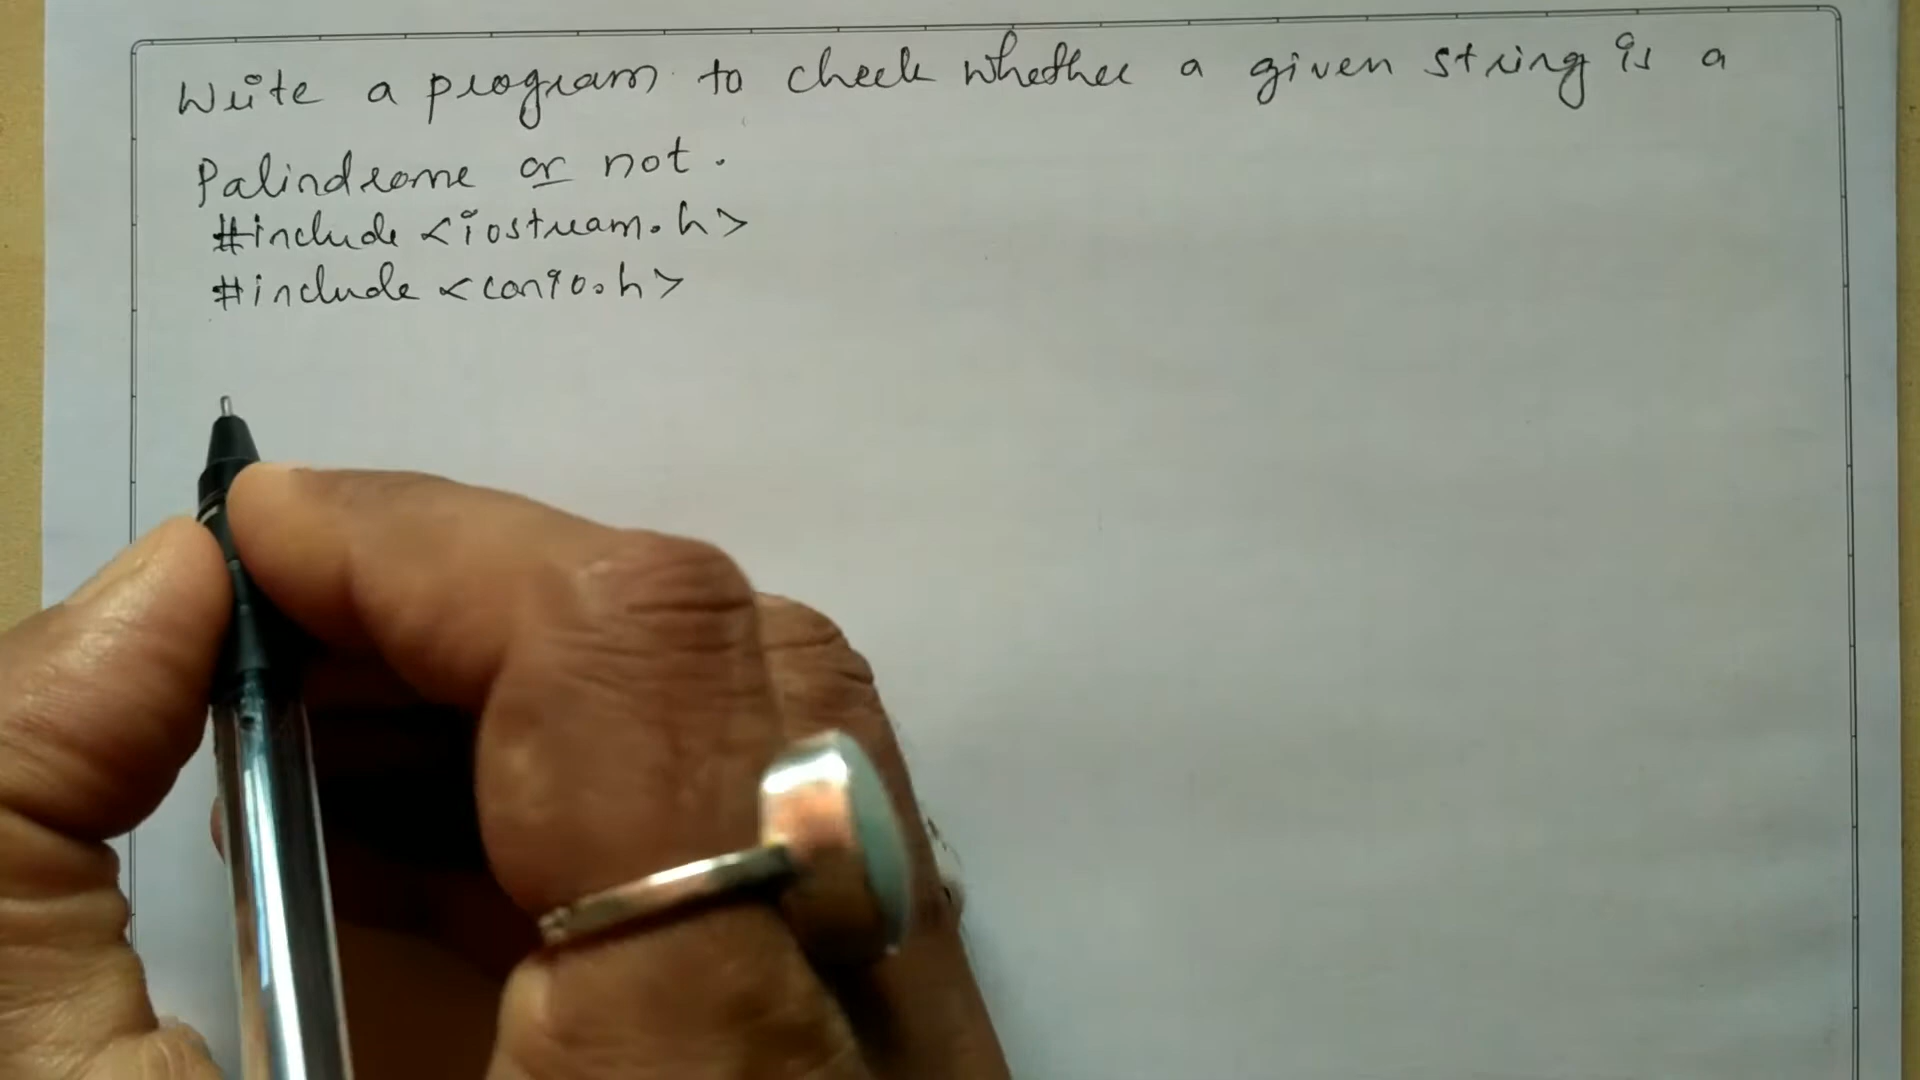 Write a program to check whether a given string is a
Palindrome or not.
#include <iostream.h>
#include <conio.h>